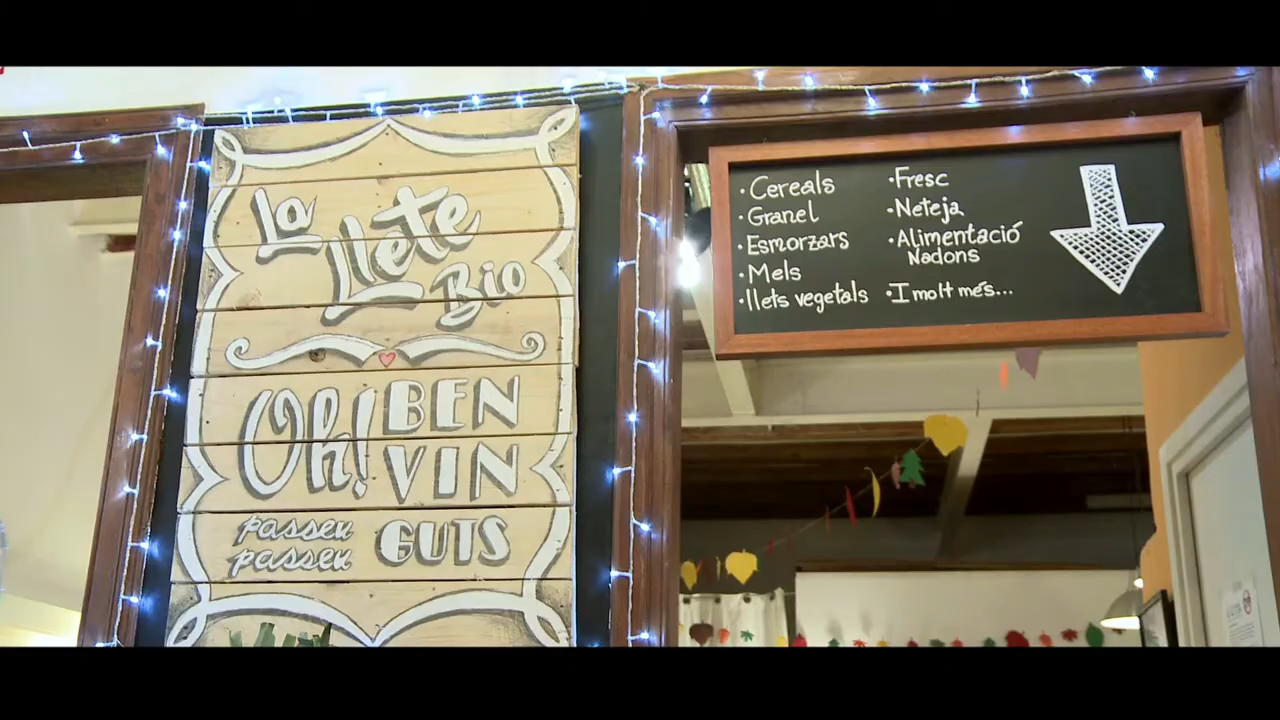 La
Llete
Bio
Oh! BEN
VIN
passeu
passeu GUTS
• Cereals
• Granel
• Esmorzars
• Mels
• llets vegetals
• Fresc
• Neteja
• Alimentació
Nadons
• I molt més...